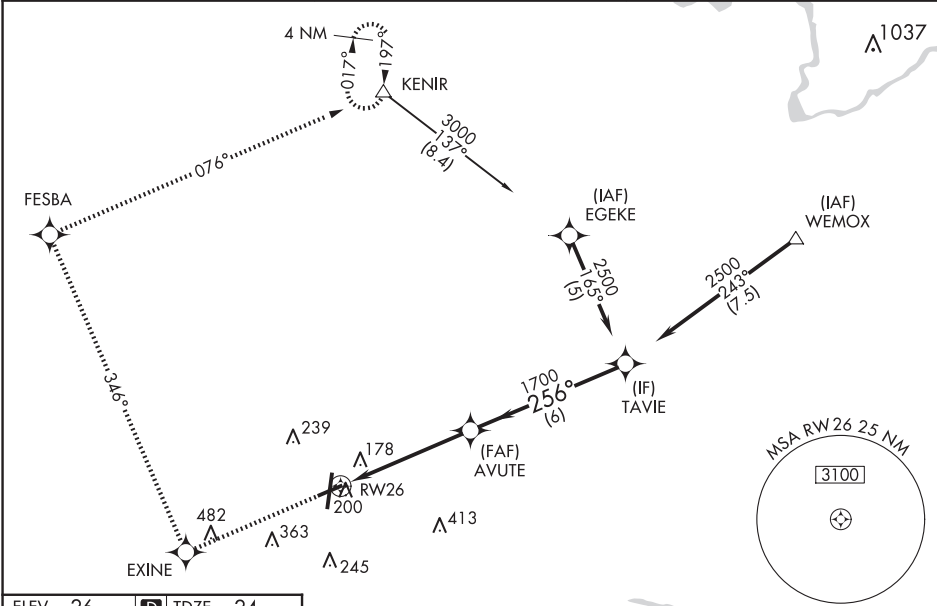 4 NM
017°
197°
KENIR
1037
3000
137°
(8.4)
076°
FESBA
(IAF)
EGEKE
(IAF)
WEMOX
2500
165°
(5)
2500
243°
(7.5)
346°
1700
256°
(6)
(IF)
TAVIE
(FAF)
AVUTE
239
178
RW26
200
482
363
413
245
EXINE
MSA RW 26 25 NM
3100
ELEV 26 D TDZE 24